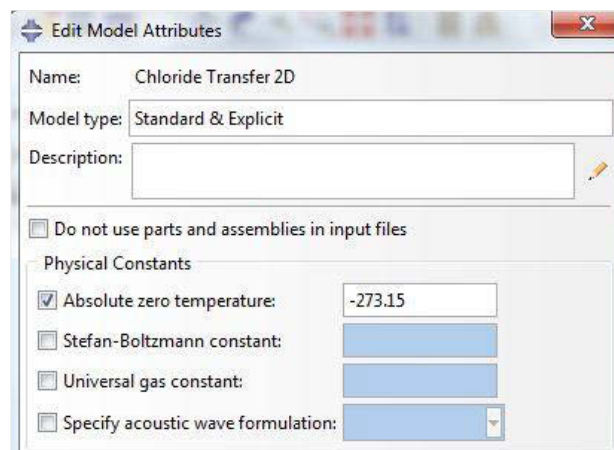 Edit Model Attributes
Name: Chloride Transfer 2D
Model type: Standard & Explicit
Description:
Do not use parts and assemblies in input files
Physical Constants
Absolute zero temperature: -273.15
Stefan-Boltzmann constant:
Universal gas constant:
Specify acoustic wave formulation: